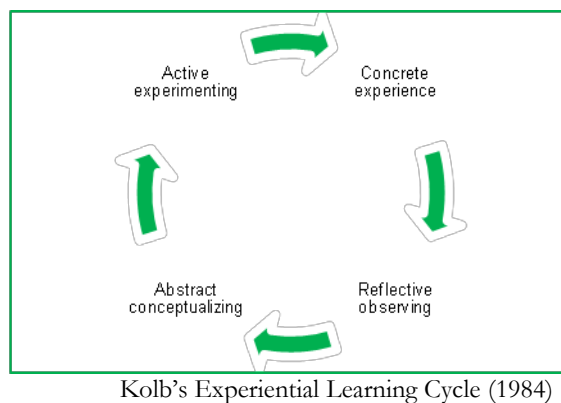 Active
experimenting
Concrete
experience
Abstract
conceptualizing
Reflective
observing
Kolb's Experiential Learning Cycle (1984)